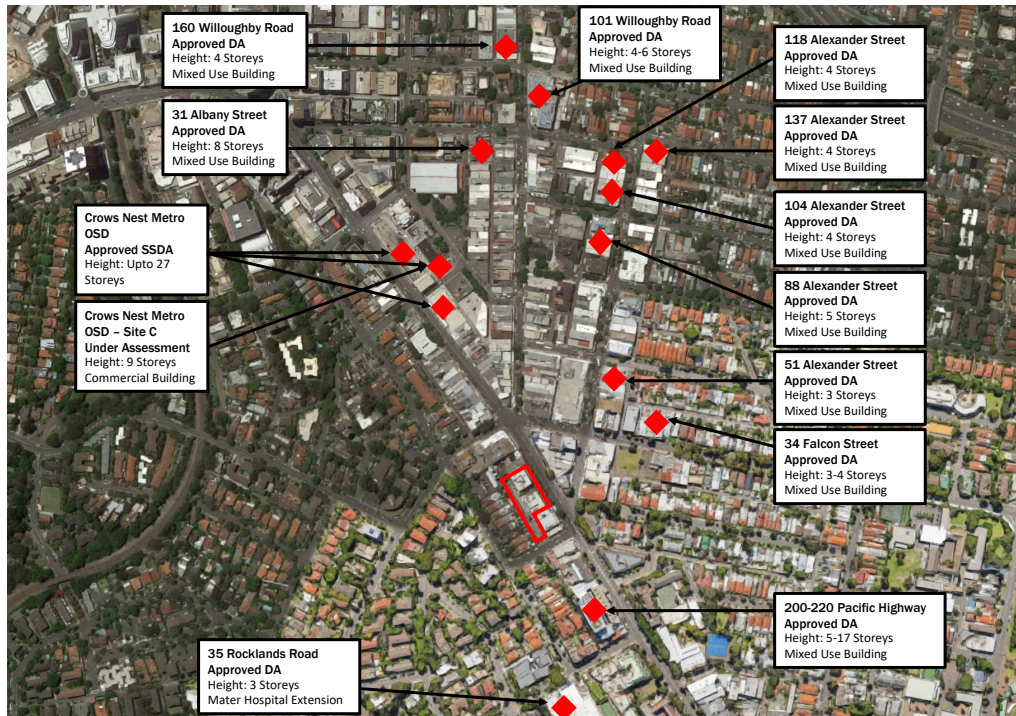 160 Willoughby Road
Approved DA
Height: 4 Storeys
Mixed Use Building
101 Willoughby Road
Approved DA
Height: 4-6 Storeys
Mixed Use Building
118 Alexander Street
Approved DA
Height: 4 Storeys
Mixed Use Building
31 Albany Street
Approved DA
Height: 8 Storeys
Mixed Use Building
137 Alexander Street
Approved DA
Height: 4 Storeys
Mixed Use Building
Crows Nest Metro
OSD
Approved SSDA
Height: Upto 27
Storeys
104 Alexander Street
Approved DA
Height: 4 Storeys
Mixed Use Building
88 Alexander Street
Approved DA
Height: 5 Storeys
Mixed Use Building
Crows Nest Metro
OSD – Site C
Under Assessment
Height: 9 Storeys
Commercial Building
51 Alexander Street
Approved DA
Height: 3 Storeys
Mixed Use Building
34 Falcon Street
Approved DA
Height: 3-4 Storeys
Mixed Use Building
200-220 Pacific Highway
Approved DA
Height: 5-17 Storeys
Mixed Use Building
35 Rocklands Road
Approved DA
Height: 3 Storeys
Mater Hospital Extension